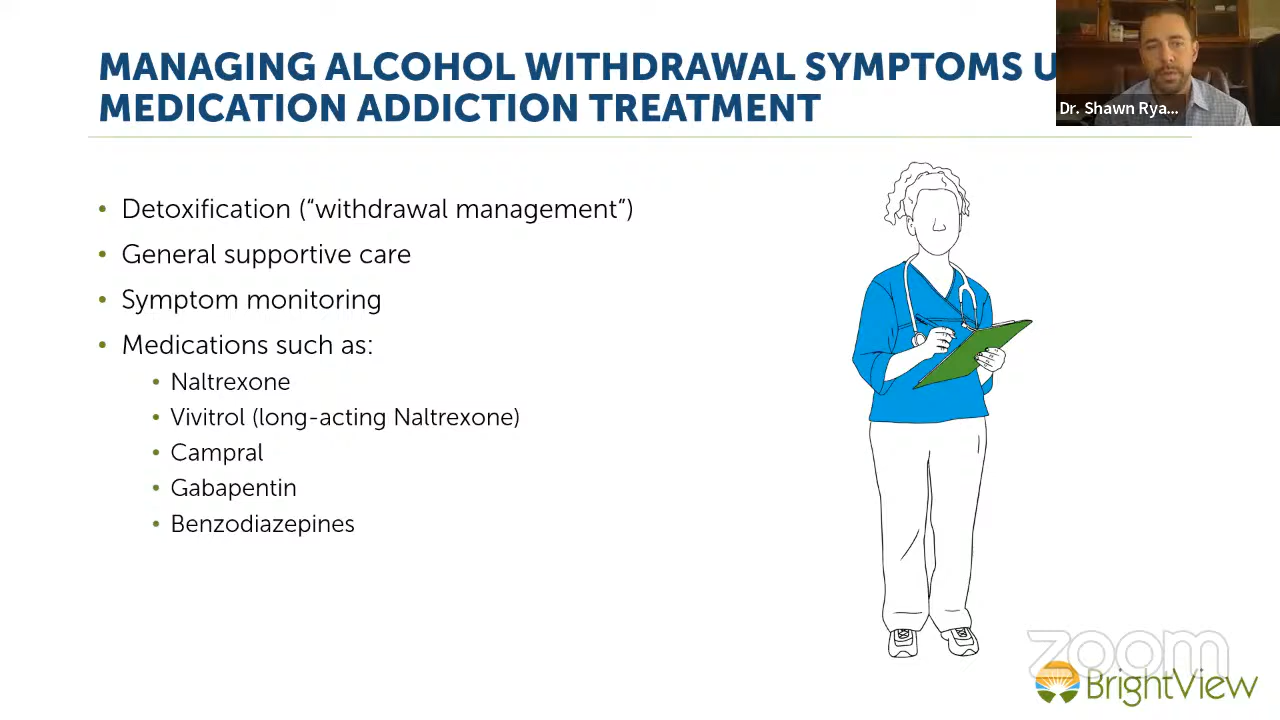 MANAGING ALCOHOL WITHDRAWAL SYMPTOMS U
MEDICATION ADDICTION TREATMENT
Dr. Shawn Rya...
• Detoxification (“withdrawal management”)
• General supportive care
• Symptom monitoring
• Medications such as:
• Naltrexone
• Vivitrol (long-acting Naltrexone)
• Campral
• Gabapentin
• Benzodiazepines
zoom
BrightView